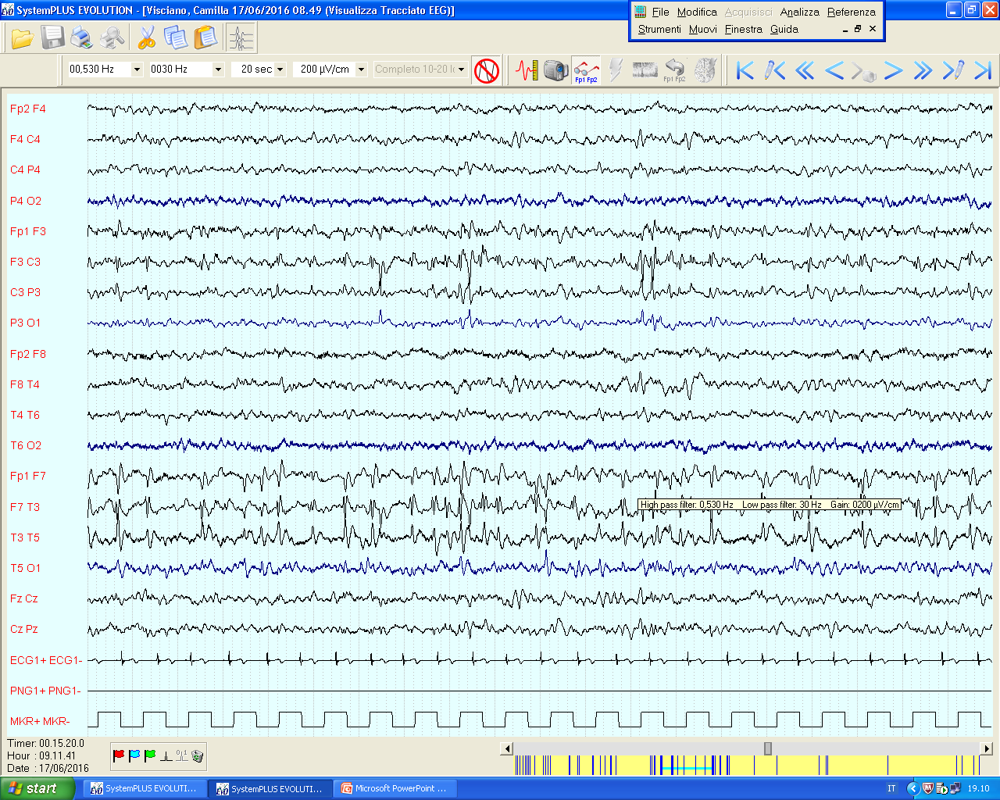 SystemPLUS EVOLUTION - [Visciano, Camilla 17/06/2016 08.49 (Visualizza Tracciato EEG)]
File Modifica Acquisisci Analizza Referenza
Strumenti Muovi Finestra Guida
00,530 Hz 0030 Hz 20 sec 200 µV/cm Completo 10-20 Ic
Fp1 Fp2 Fp1 Fp2
Fp2 F4
F4 C4
C4 P4
P4 O2
Fp1 F3
F3 C3
C3 P3
P3 O1
Fp2 F8
F8 T4
T4 T6
T6 O2
Fp1 F7
F7 T3
High pass filter: 0,530 Hz Low pass filter: 30 Hz Gain: 0200 µV/cm
T3 T5
T5 O1
Fz Cz
Cz Pz
ECG1+ ECG1-
PNG1+ PNG1-
MKR+ MKR-
Timer: 00.15.20.0
Hour : 09.11.41
Date : 17/06/2016
start SystemPLUS EVOLUTI... SystemPLUS EVOLUTI... Microsoft PowerPoint ... IT 19.10